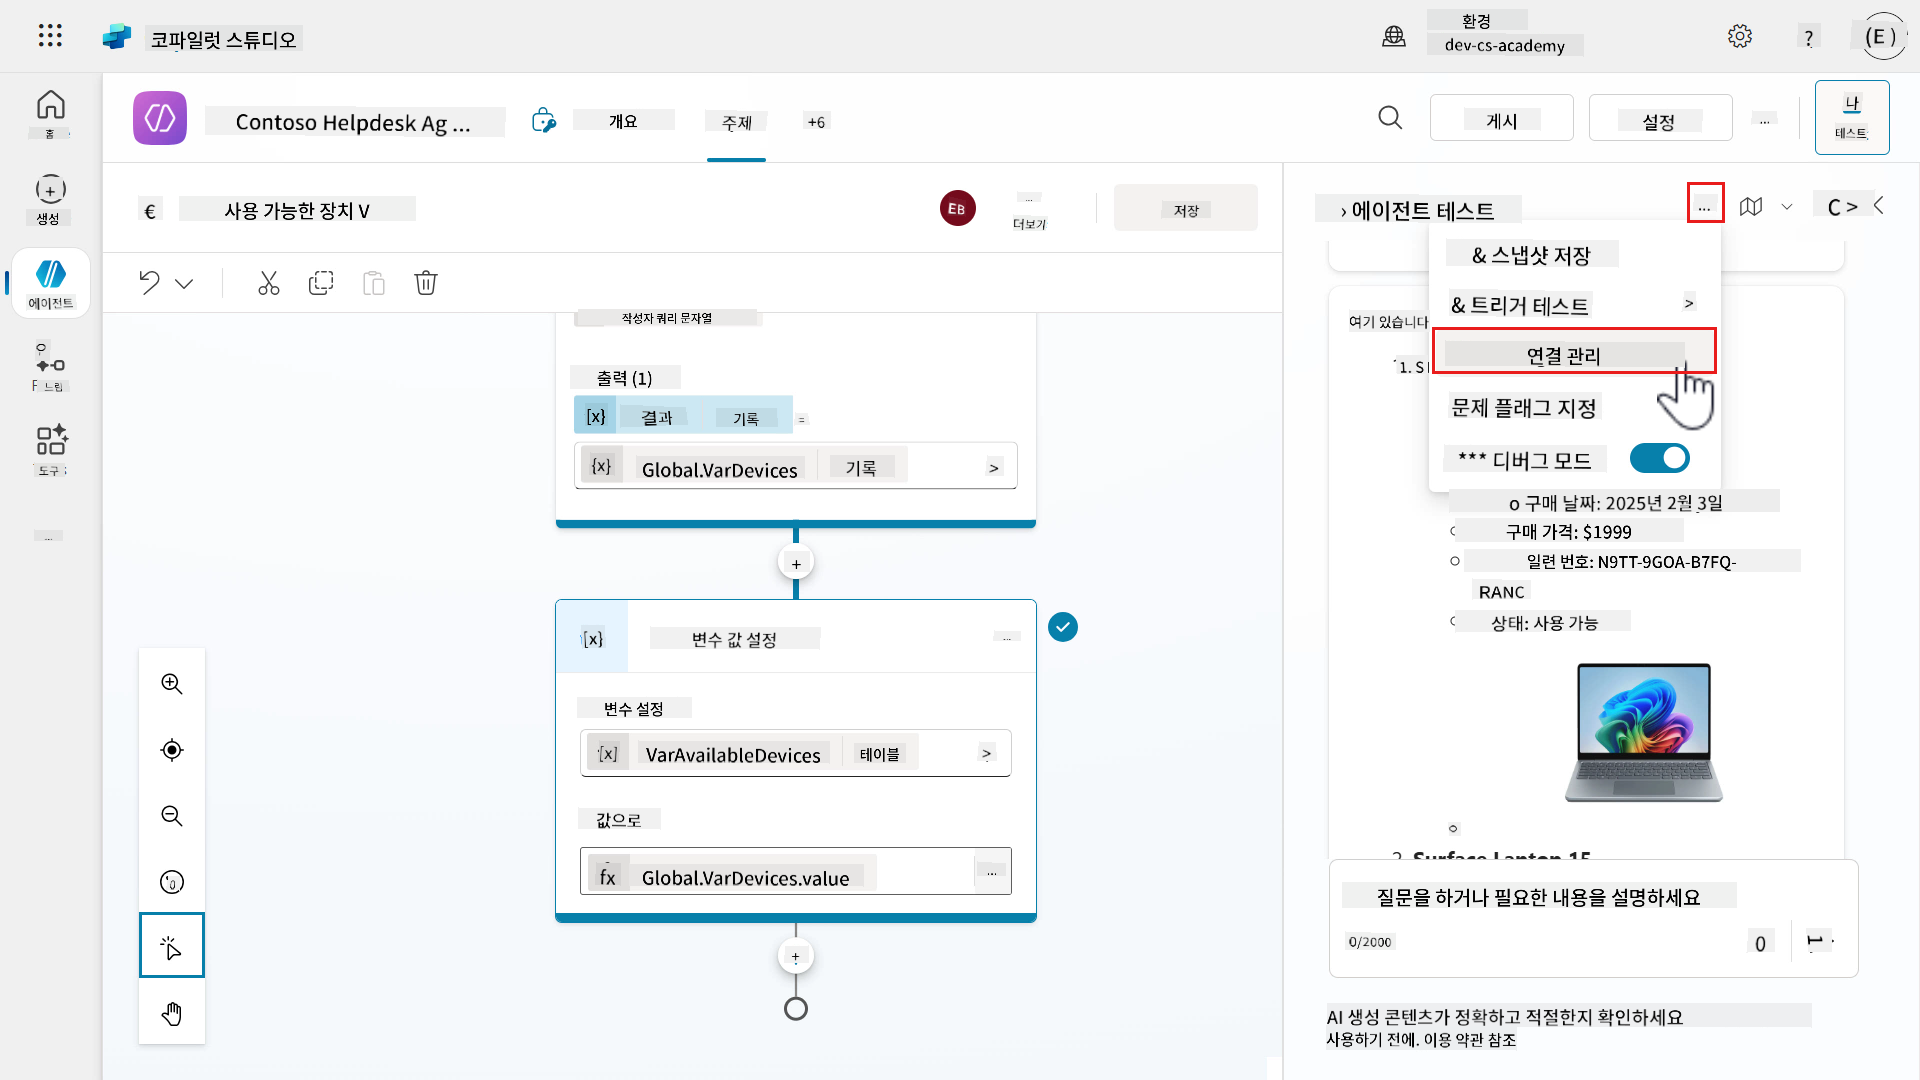 코파일럿 스튜디오
환경
dev-cs-academy
?
(E )
홈
Contoso Helpdesk Ag ...
개요
주제
+6
게시
설정
...
테스트
생성
€
사용 가능한 장치 V
EB
...
더보기
저장
› 에이전트 테스트
...
C >
에이전트
& 스냅샷 저장
& 트리거 테스트
>
연결 관리
문제 플래그 지정
*** 디버그 모드
작성자 쿼리 문자열
여기 있습니다
1. S
출력 (1)
[x}
결과
기록
=
{x}
Global.VarDevices
기록
>
도구
...
o 구매 날짜: 2025년 2월 3일
구매 가격: $1999
일련 번호: N9TT-9GOA-B7FQ-
RANC
상태: 사용 가능
+
[x}
변수 값 설정
...
변수 설정
[x]
VarAvailableDevices
테이블
>
값으로
fx
Global.VarDevices.value
...
Surface Laptop 15
질문을 하거나 필요한 내용을 설명하세요
0/2000
+
AI 생성 콘텐츠가 정확하고 적절한지 확인하세요
사용하기 전에. 이용 약관 참조